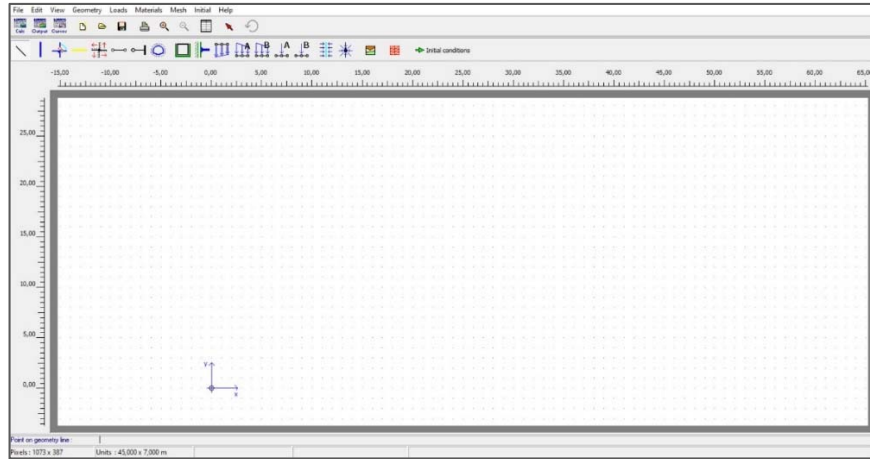 File Edit View Geometry Loads Materials Mesh Initial Help
Calc Output Curves
A B A B Initial conditions
-15,00 -10,00 -5,00 0,00 5,00 10,00 15,00 20,00 25,00 30,00 35,00 40,00 45,00 50,00 55,00 60,00 65,0
25,00
20,00
15,00
10,00
5,00
0,00
Y
x
Point on geometry line :
Pixels : 1073 x 387 Units : 45,000 x 7,000 m